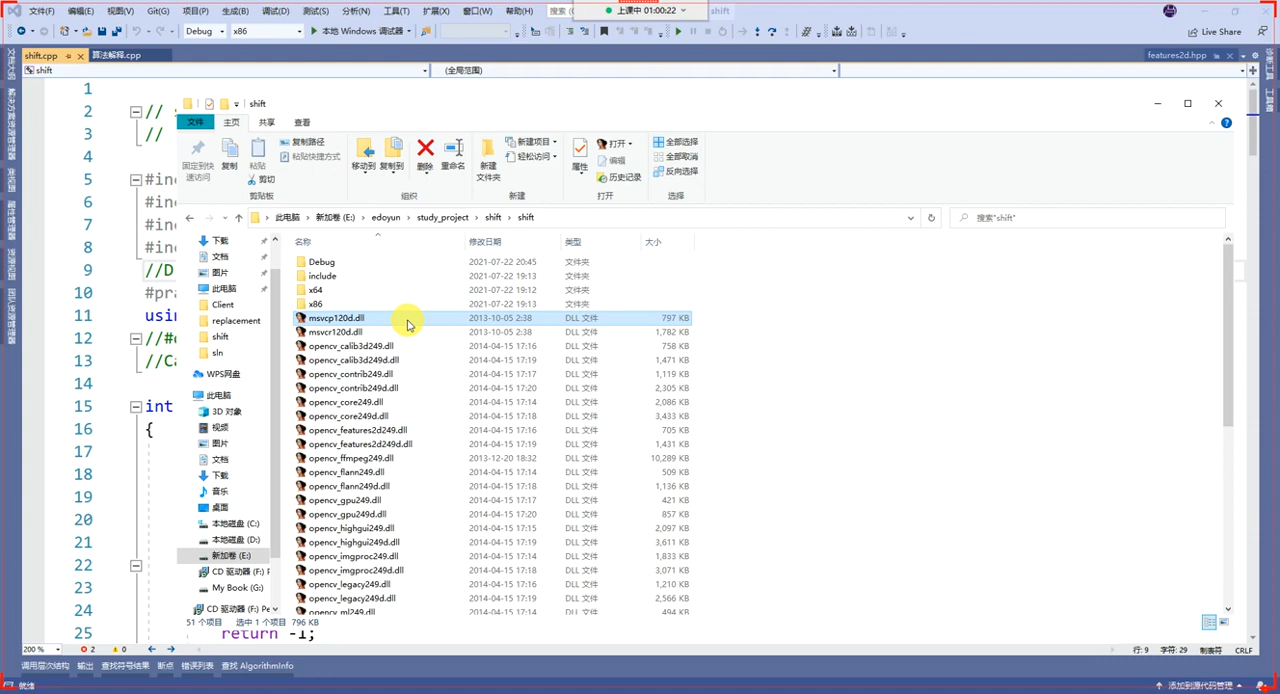 文件(F) 编辑(E) 视图(V) Git(G) 项目(P) 生成(B) 调试(D) 测试(S) 分析(N) 工具(T) 扩展(X) 窗口(W) 帮助(H) 搜索 上课中 01:00:22 shift
Debug x86 本地 Windows 调试器 Live Share
shift.cpp 算法解释.cpp features2d.hpp
shift (全局范围)
1
2 //
3 //
4
5 #inc
6 #inc
7 #inc
8 #inc
9 //D
10 #pra
11 usin
12 //#d
13 //Ca
14
15 int
16 {
17
18
19
20
21
22
23
24
25 return -1;
shift
文件 主页 共享 查看
固定到快速访问 复制 粘贴 复制路径 粘贴快捷方式 剪切 移动到 复制到 删除 重命名 新建文件夹 新建项目 轻松访问 属性 打开 编辑 历史记录 全部选择 全部取消 反向选择
剪贴板 组织 新建 打开 选择
此电脑 新加卷 (E:) edoyun study_project shift shift 搜索"shift"
名称 修改日期 类型 大小
下载
文档
图片
此电脑
Client
replacement
shift
sln
WPS网盘
此电脑
3D 对象
视频
图片
文档
下载
音乐
桌面
本地磁盘 (C:)
本地磁盘 (D:)
新加卷 (E:)
CD 驱动器 (F:) P
My Book (G:)
CD 驱动器 (F:) Pe
Debug 2021-07-22 20:45 文件夹
include 2021-07-22 19:13 文件夹
x64 2021-07-22 19:12 文件夹
x86 2021-07-22 19:13 文件夹
msvcp120d.dll 2013-10-05 2:38 DLL 文件 797 KB
msvcr120d.dll 2013-10-05 2:38 DLL 文件 1,782 KB
opencv_calib3d249.dll 2014-04-15 17:16 DLL 文件 758 KB
opencv_calib3d249d.dll 2014-04-15 17:19 DLL 文件 1,471 KB
opencv_contrib249.dll 2014-04-15 17:17 DLL 文件 1,119 KB
opencv_contrib249d.dll 2014-04-15 17:20 DLL 文件 2,305 KB
opencv_core249.dll 2014-04-15 17:14 DLL 文件 2,086 KB
opencv_core249d.dll 2014-04-15 17:18 DLL 文件 3,433 KB
opencv_features2d249.dll 2014-04-15 17:16 DLL 文件 705 KB
opencv_features2d249d.dll 2014-04-15 17:19 DLL 文件 1,431 KB
opencv_ffmpeg249.dll 2013-12-20 18:32 DLL 文件 10,289 KB
opencv_flann249.dll 2014-04-15 17:14 DLL 文件 509 KB
opencv_flann249d.dll 2014-04-15 17:18 DLL 文件 1,136 KB
opencv_gpu249.dll 2014-04-15 17:17 DLL 文件 421 KB
opencv_gpu249d.dll 2014-04-15 17:20 DLL 文件 857 KB
opencv_highgui249.dll 2014-04-15 17:15 DLL 文件 2,097 KB
opencv_highgui249d.dll 2014-04-15 17:18 DLL 文件 3,611 KB
opencv_imgproc249.dll 2014-04-15 17:14 DLL 文件 1,833 KB
opencv_imgproc249d.dll 2014-04-15 17:18 DLL 文件 3,071 KB
opencv_legacy249.dll 2014-04-15 17:16 DLL 文件 1,210 KB
opencv_legacy249d.dll 2014-04-15 17:19 DLL 文件 2,566 KB
opencv_ml249.dll 2014-04-15 17:14 DLL 文件 494 KB
51 个项目 选中 1 个项目 796 KB
200 % 2 0 行: 9 字符: 29 制表符 CRLF
调用层次结构 输出 查找符号结果 断点 错误列表 查找 AlgorithmInfo
就绪 添加到源代码管理